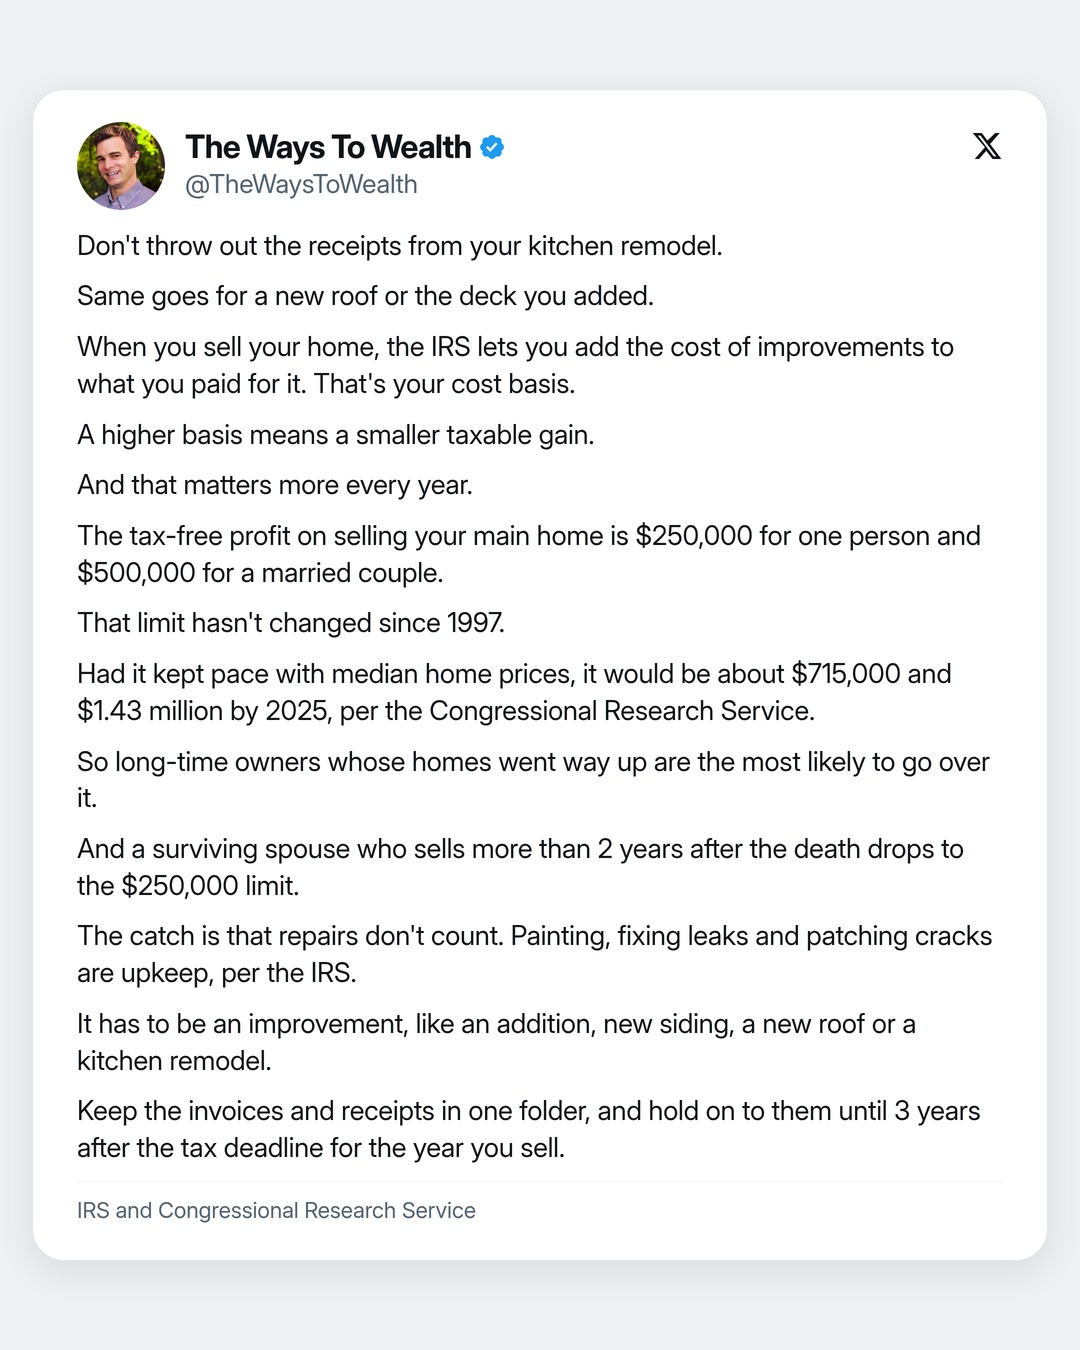 The Ways To Wealth
@TheWaysToWealth
Don't throw out the receipts from your kitchen remodel.
Same goes for a new roof or the deck you added.
When you sell your home, the IRS lets you add the cost of improvements to
what you paid for it. That's your cost basis.
A higher basis means a smaller taxable gain.
And that matters more every year.
The tax-free profit on selling your main home is $250,000 for one person and
$500,000 for a married couple.
That limit hasn't changed since 1997.
Had it kept pace with median home prices, it would be about $715,000 and
$1.43 million by 2025, per the Congressional Research Service.
So long-time owners whose homes went way up are the most likely to go over
it.
And a surviving spouse who sells more than 2 years after the death drops to
the $250,000 limit.
The catch is that repairs don't count. Painting, fixing leaks and patching cracks
are upkeep, per the IRS.
It has to be an improvement, like an addition, new siding, a new roof or a
kitchen remodel.
Keep the invoices and receipts in one folder, and hold on to them until 3 years
after the tax deadline for the year you sell.
IRS and Congressional Research Service